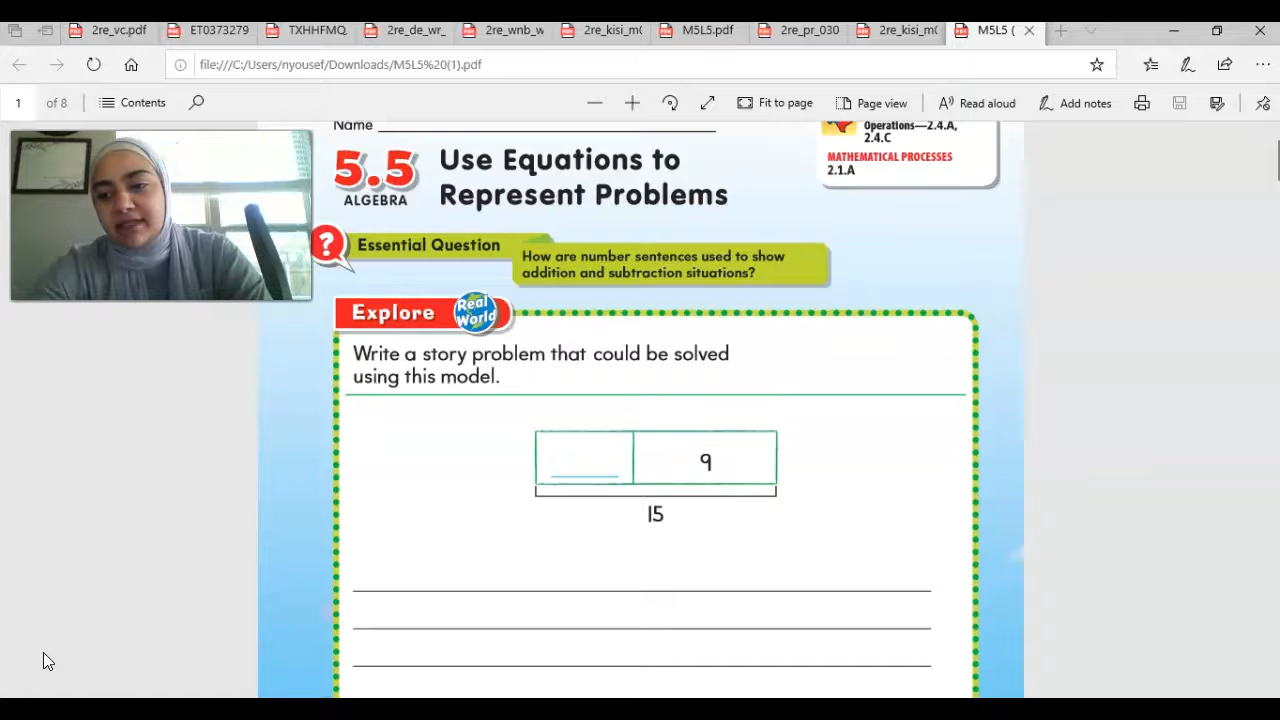 2re_vc.pdf ET0373279 TXHHFMQ. 2re_de_wr_ 2re_wnb_w 2re_kisi_m0 M5L5.pdf 2re_pr_030 2re_kisi_m0 M5L5 (
file:///C:/Users/nyousef/Downloads/M5L5%20(1).pdf
1 of 8 Contents Fit to page Page view Read aloud Add notes
Name
Operations—2.4.A,
2.4.C
MATHEMATICAL PROCESSES
2.1.A
5.5
ALGEBRA
Use Equations to
Represent Problems
? Essential Question
How are number sentences used to show
addition and subtraction situations?
Explore Real World
Write a story problem that could be solved
using this model.
9
15